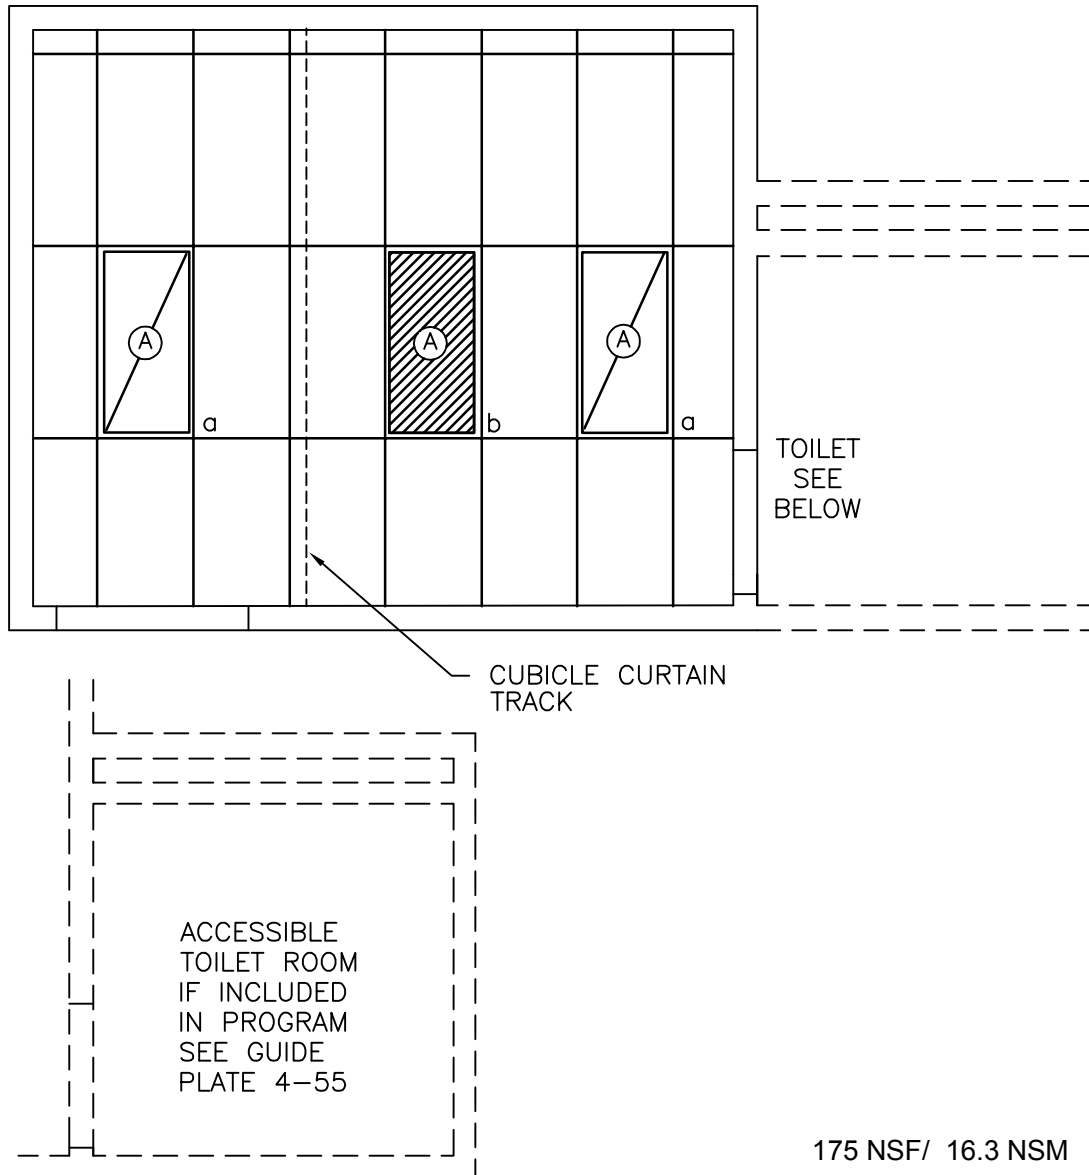 A
A
A
a
b
a
TOILET
SEE
BELOW
CUBICLE CURTAIN
TRACK
ACCESSIBLE
TOILET ROOM
IF INCLUDED
IN PROGRAM
SEE GUIDE
PLATE 4-55
175 NSF/ 16.3 NSM